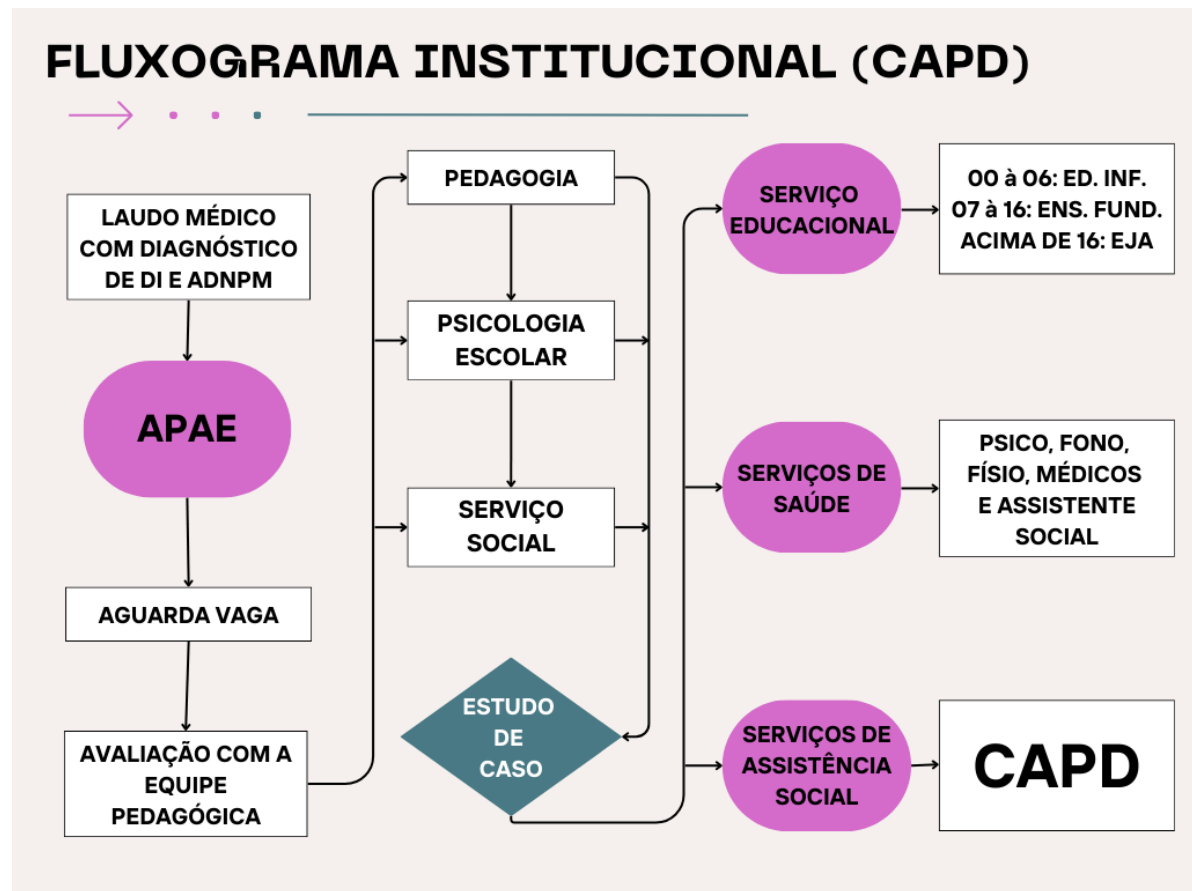 FLUXOGRAMA INSTITUCIONAL (CAPD)
LAUDO MÉDICO
COM DIAGNÓSTICO
DE DI E ADNPM
APAE
AGUARDA VAGA
AVALIAÇÃO COM A
EQUIPE
PEDAGÓGICA
PEDAGOGIA
PSICOLOGIA
ESCOLAR
SERVIÇO
SOCIAL
ESTUDO
DE
CASO
SERVIÇO
EDUCACIONAL
00 à 06: ED. INF.
07 à 16: ENS. FUND.
ACIMA DE 16: EJA
SERVIÇOS DE
SAÚDE
PSICO, FONO,
FÍSIO, MÉDICOS
E ASSISTENTE
SOCIAL
SERVIÇOS DE
ASSISTÊNCIA
SOCIAL
CAPD